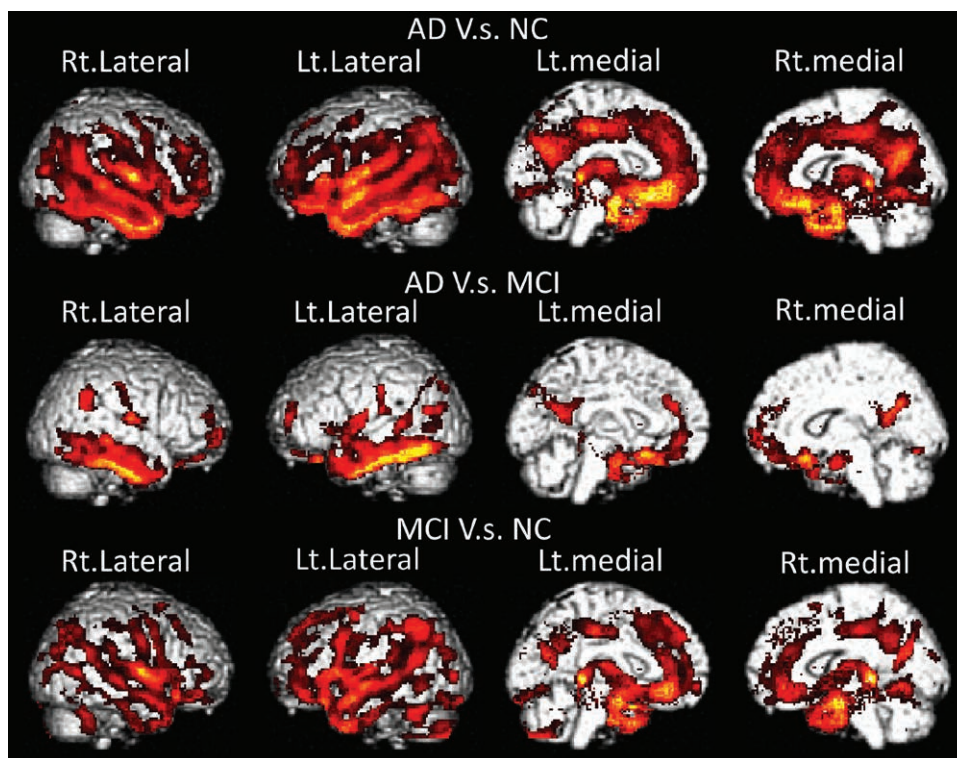 AD V.s. NC
Rt.Lateral Lt.Lateral Lt.medial Rt.medial
AD V.s. MCI
Rt.Lateral Lt.Lateral Lt.medial Rt.medial
MCI V.s. NC
Rt.Lateral Lt.Lateral Lt.medial Rt.medial